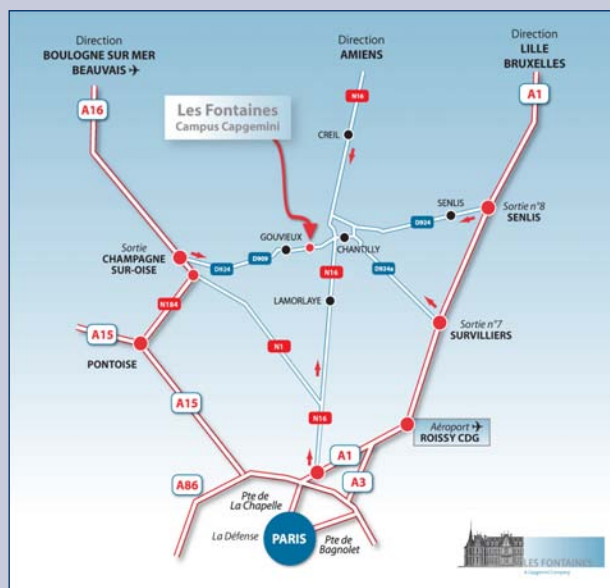 Direction
BOULOGNE SUR MER
BEAUVAIS
Direction
AMIENS
Direction
LILLE
BRUXELLES
A16
N16
A1
Les Fontaines
Campus Capgemini
CREIL
SENLIS
Sortie n°8
SENLIS
D924
GOUVIEUX
CHANTILLY
Sortie
CHAMPAGNE
SUR-OISE
D924
D909
N16
D924a
LAMORLAYE
N184
A15
Sortie n°7
SURVILLIERS
PONTOISE
N1
A15
N16
Aéroport
ROISSY CDG
A1
A3
A86
Pte de
La Chapelle
La Défense
PARIS
Pte de
Bagnolet
LES FONTAINES
A Capgemini Company